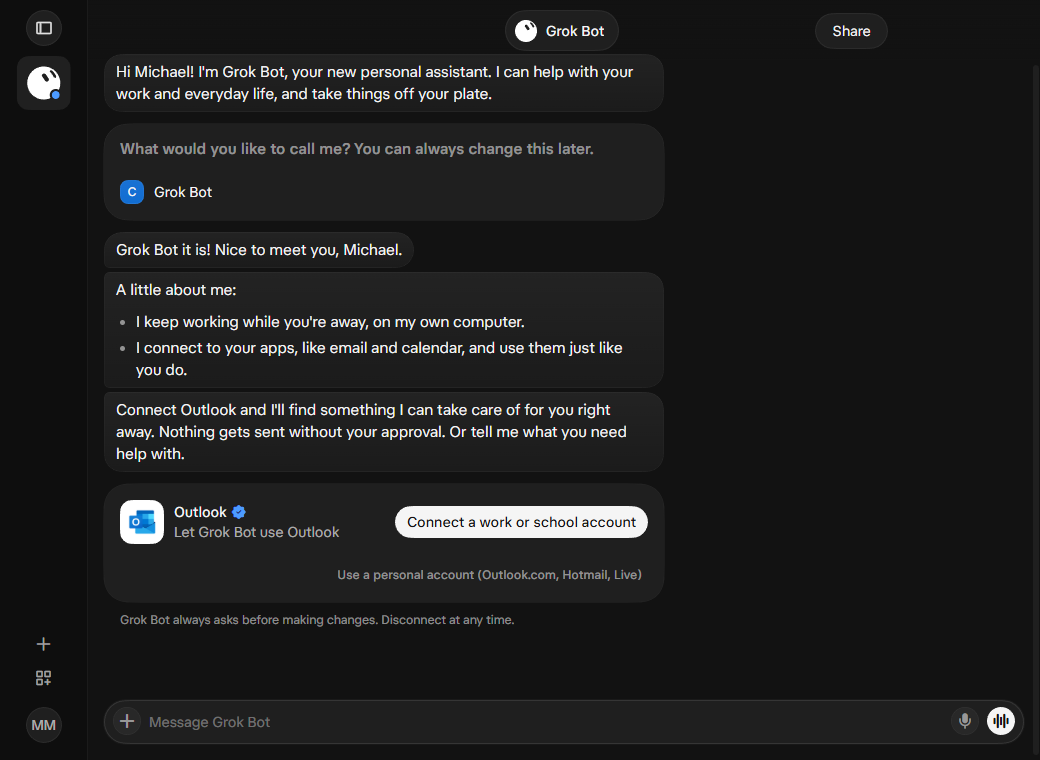 Grok Bot
Share
Hi Michael! I'm Grok Bot, your new personal assistant. I can help with your
work and everyday life, and take things off your plate.
What would you like to call me? You can always change this later.
C
Grok Bot
Grok Bot it is! Nice to meet you, Michael.
A little about me:
I keep working while you're away, on my own computer.
I connect to your apps, like email and calendar, and use them just like
you do.
Connect Outlook and I'll find something I can take care of for you right
away. Nothing gets sent without your approval. Or tell me what you need
help with.
Outlook
Let Grok Bot use Outlook
Connect a work or school account
Use a personal account (Outlook.com, Hotmail, Live)
Grok Bot always asks before making changes. Disconnect at any time.
MM
Message Grok Bot